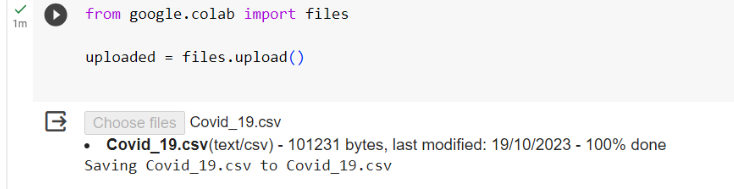 from google.colab import files
1m
uploaded = files.upload()
Choose files Covid_19.csv
• Covid_19.csv(text/csv) - 101231 bytes, last modified: 19/10/2023 - 100% done
Saving Covid_19.csv to Covid_19.csv